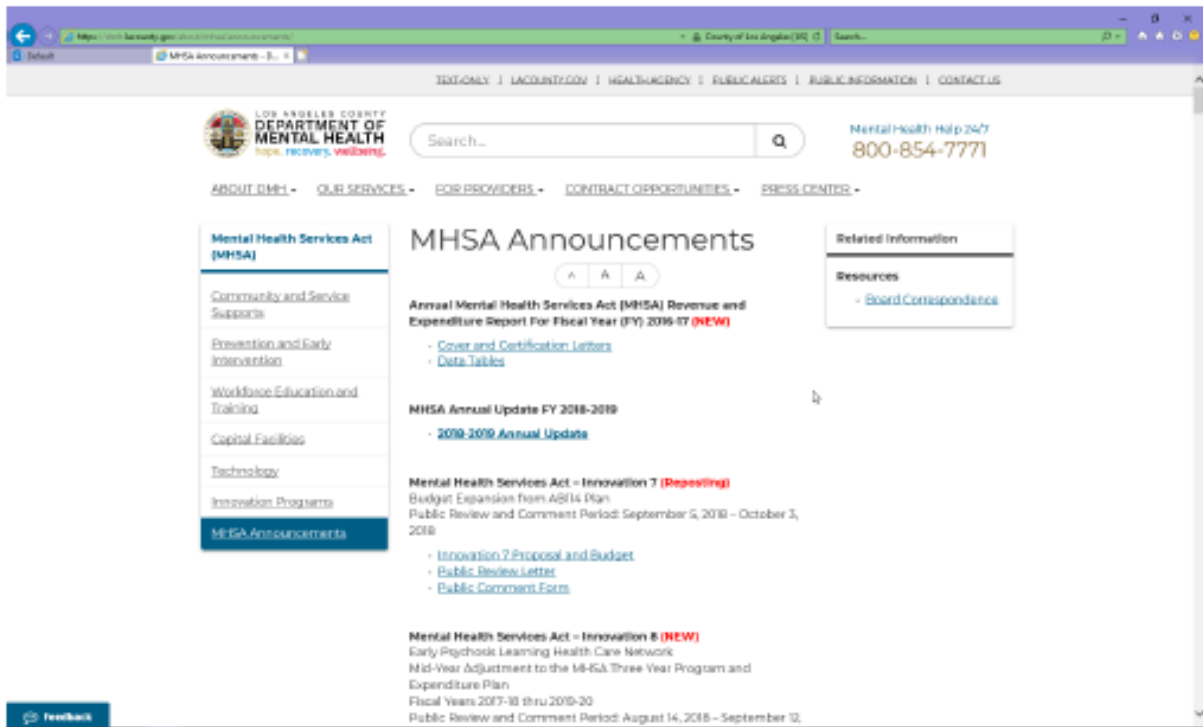 Default
MHSA Announcements - D...
County of Los Angeles [US]
Search...
TEXT-ONLY | LACOUNTY.GOV | HEALTH AGENCY | PUBLIC ALERTS | PUBLIC INFORMATION | CONTACT US
LOS ANGELES COUNTY
DEPARTMENT OF
MENTAL HEALTH
hope. recovery. wellbeing.
Search...
Mental Health Help 24/7
800-854-7771
ABOUT DMH
OUR SERVICES
FOR PROVIDERS
CONTRACT OPPORTUNITIES
PRESS CENTER
Mental Health Services Act
(MHSA)
Community and Service
Supports
Prevention and Early
Intervention
Workforce Education and
Training
Capital Facilities
Technology
Innovation Programs
MHSA Announcements
MHSA Announcements
A A A
Annual Mental Health Services Act (MHSA) Revenue and
Expenditure Report For Fiscal Year (FY) 2016-17 (NEW)
- Cover and Certification Letters
- Data Tables
MHSA Annual Update FY 2018-2019
- 2018-2019 Annual Update
Mental Health Services Act – Innovation 7 (Reposting)
Budget Expansion from AB114 Plan
Public Review and Comment Period: September 5, 2018 – October 3,
2018
- Innovation 7 Proposal and Budget
- Public Review Letter
- Public Comment Form
Mental Health Services Act – Innovation 8 (NEW)
Early Psychosis Learning Health Care Network
Mid-Year Adjustment to the MHSA Three Year Program and
Expenditure Plan
Fiscal Years 2017-18 thru 2019-20
Public Review and Comment Period: August 14, 2018 – September 12,
Related Information
Resources
- Board Correspondence
Feedback